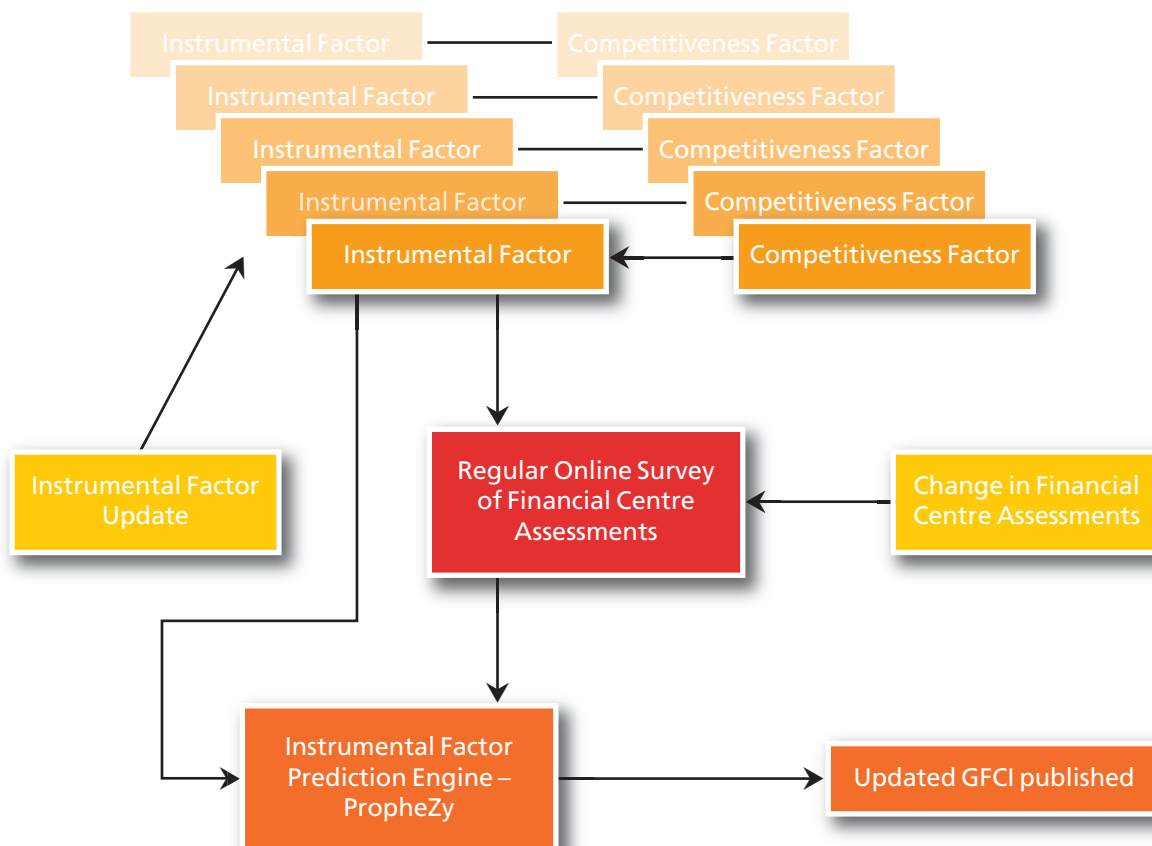 Instrumental Factor
Competitiveness Factor
Instrumental Factor
Competitiveness Factor
Instrumental Factor
Competitiveness Factor
Instrumental Factor
Competitiveness Factor
Instrumental Factor
Competitiveness Factor
Instrumental Factor
Update
Regular Online Survey
of Financial Centre
Assessments
Change in Financial
Centre Assessments
Instrumental Factor
Prediction Engine –
PropheZy
Updated GFCI published